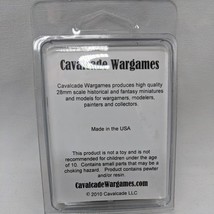 Cavalcade Wargames
Cavalcade Wargames produces high quality
28mm scale historical and fantasy miniatures
and models for wargamers, modelers,
painters and collectors.
Made in the USA
This product is not a toy and is not
recommended for children under the age
of 10. Contains small parts that may be a
choking hazard. Product contains pewter
and/or resin.
CavalcadeWargames.com
© 2010 Cavalcade LLC